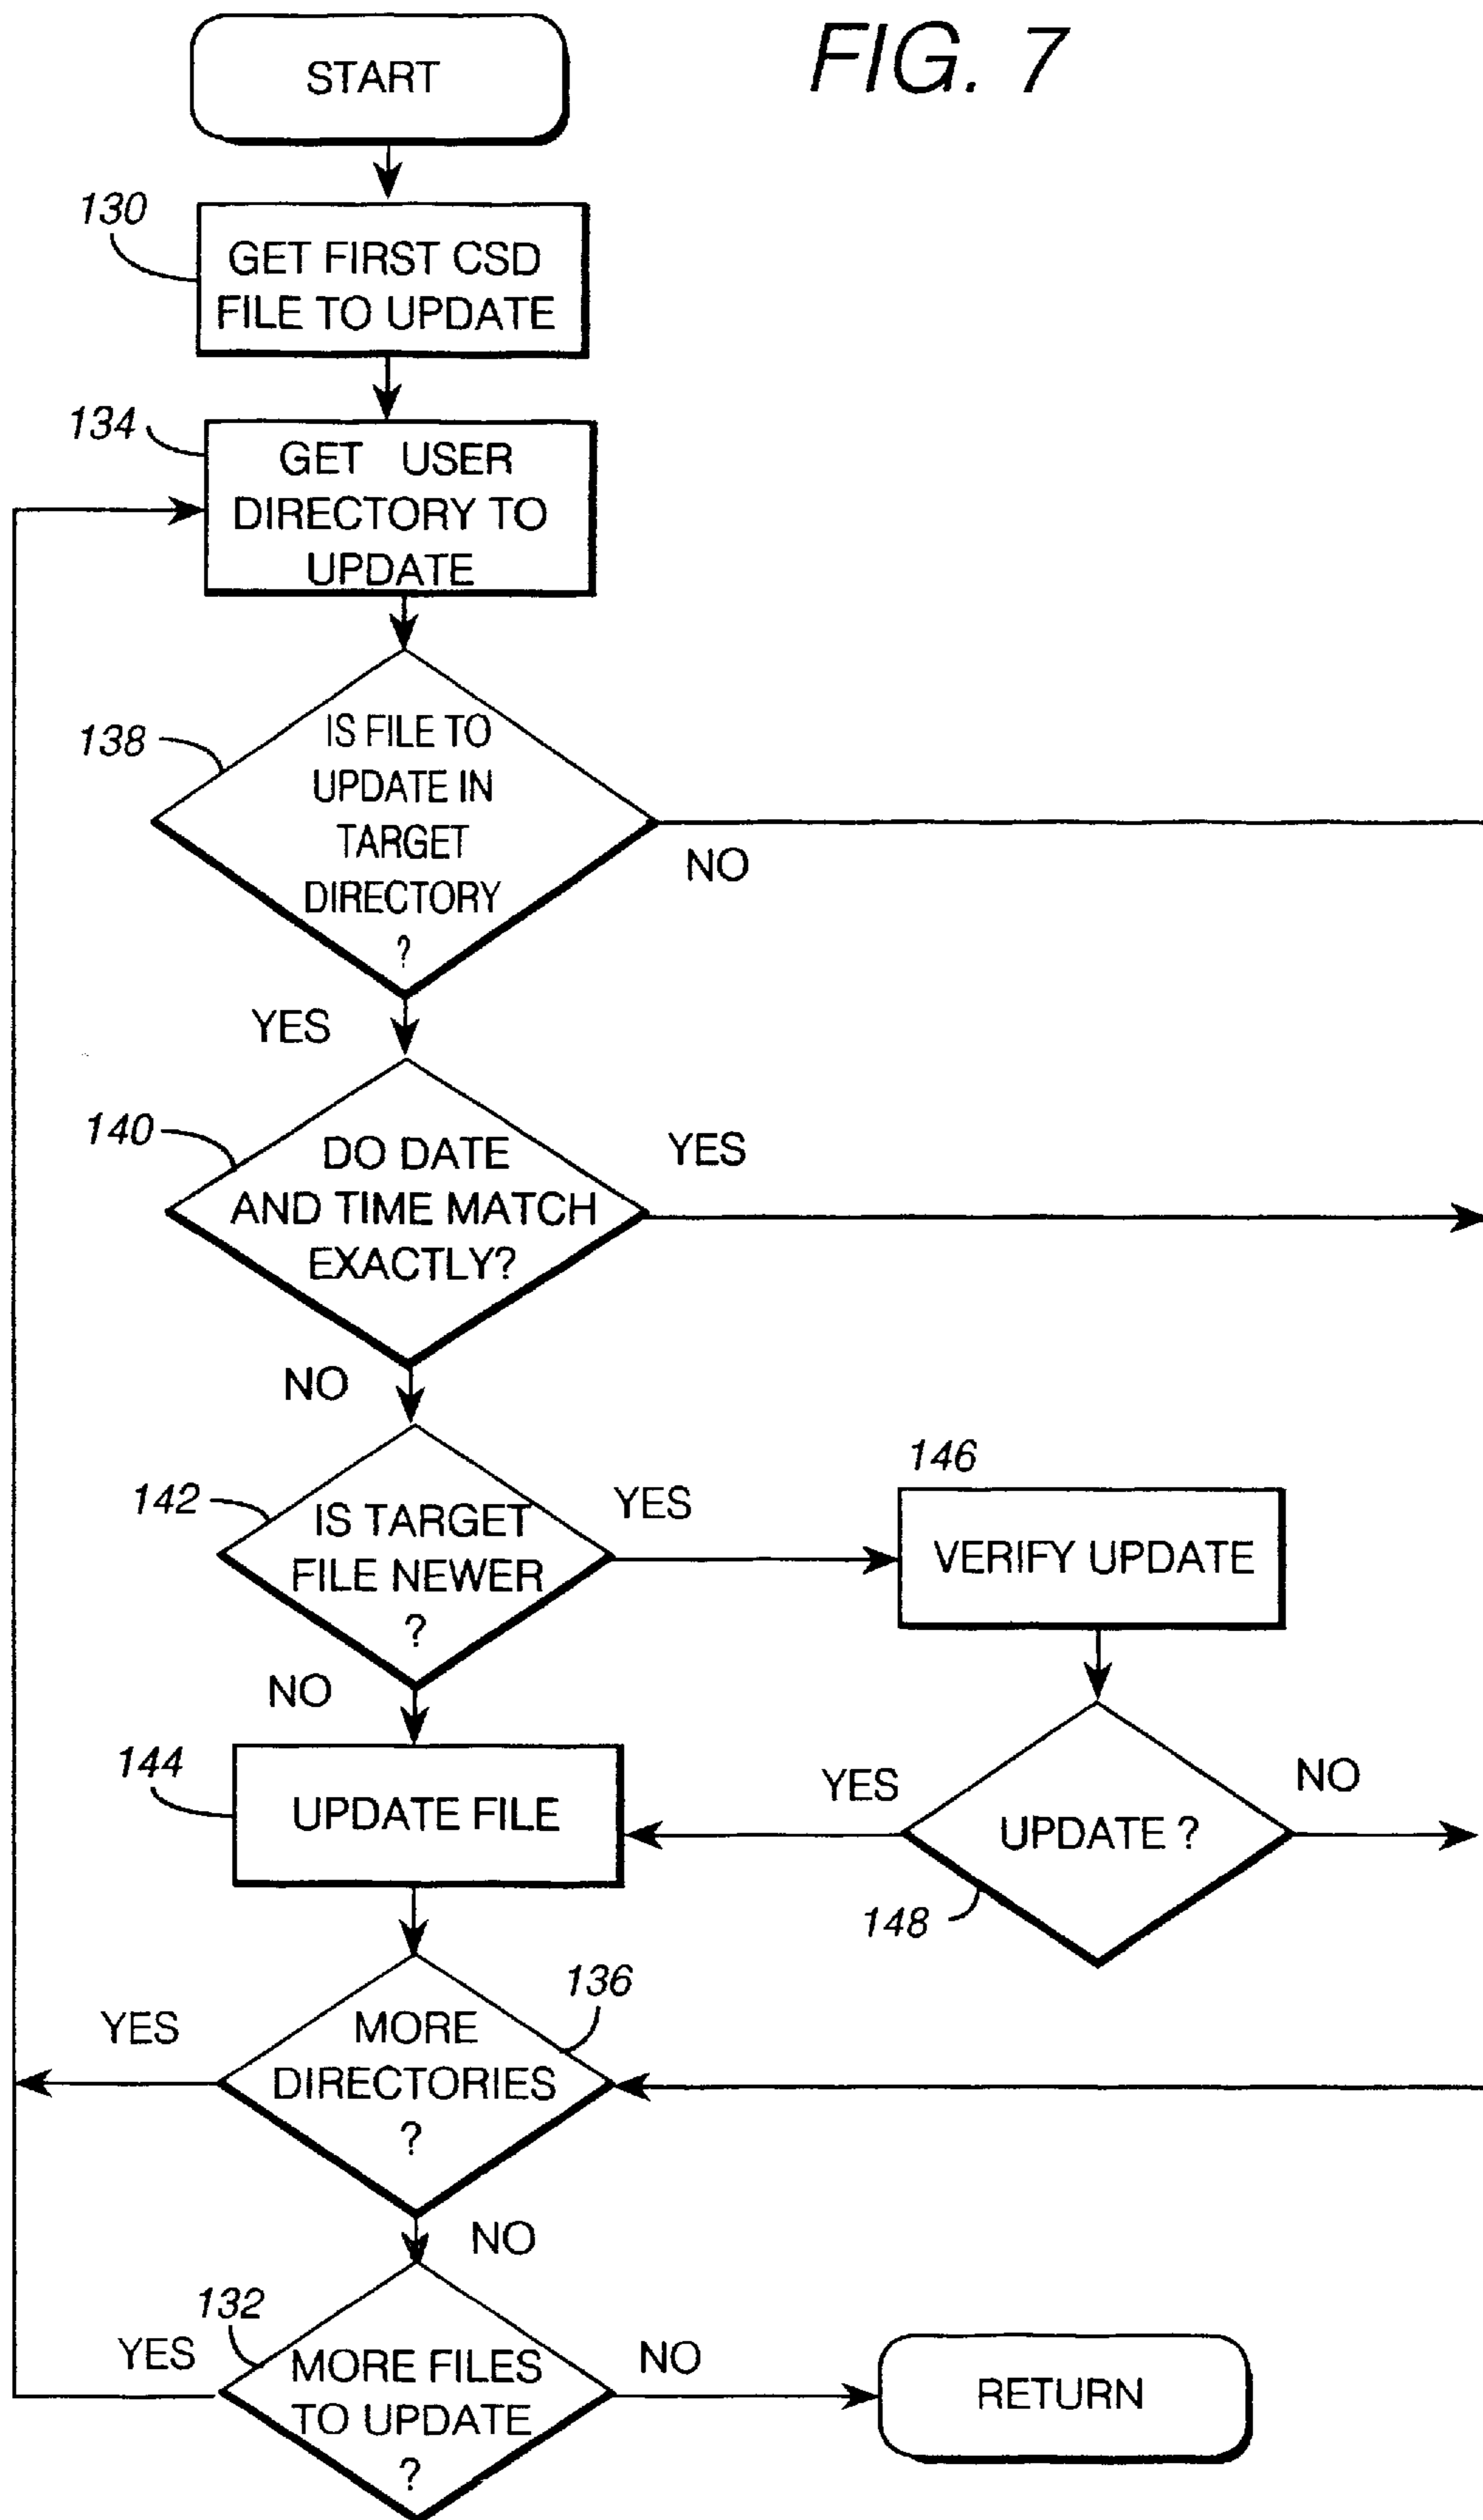 FIG. 7
START
130
GET FIRST CSD
FILE TO UPDATE
134
GET USER
DIRECTORY TO
UPDATE
138
IS FILE TO
UPDATE IN
TARGET
DIRECTORY
?
NO
YES
140
DO DATE
AND TIME MATCH
EXACTLY?
YES
NO
142
IS TARGET
FILE NEWER
?
YES
146
VERIFY UPDATE
NO
144
UPDATE FILE
YES
UPDATE ?
NO
148
136
YES
MORE
DIRECTORIES
?
NO
132
YES
MORE FILES
TO UPDATE
?
NO
RETURN